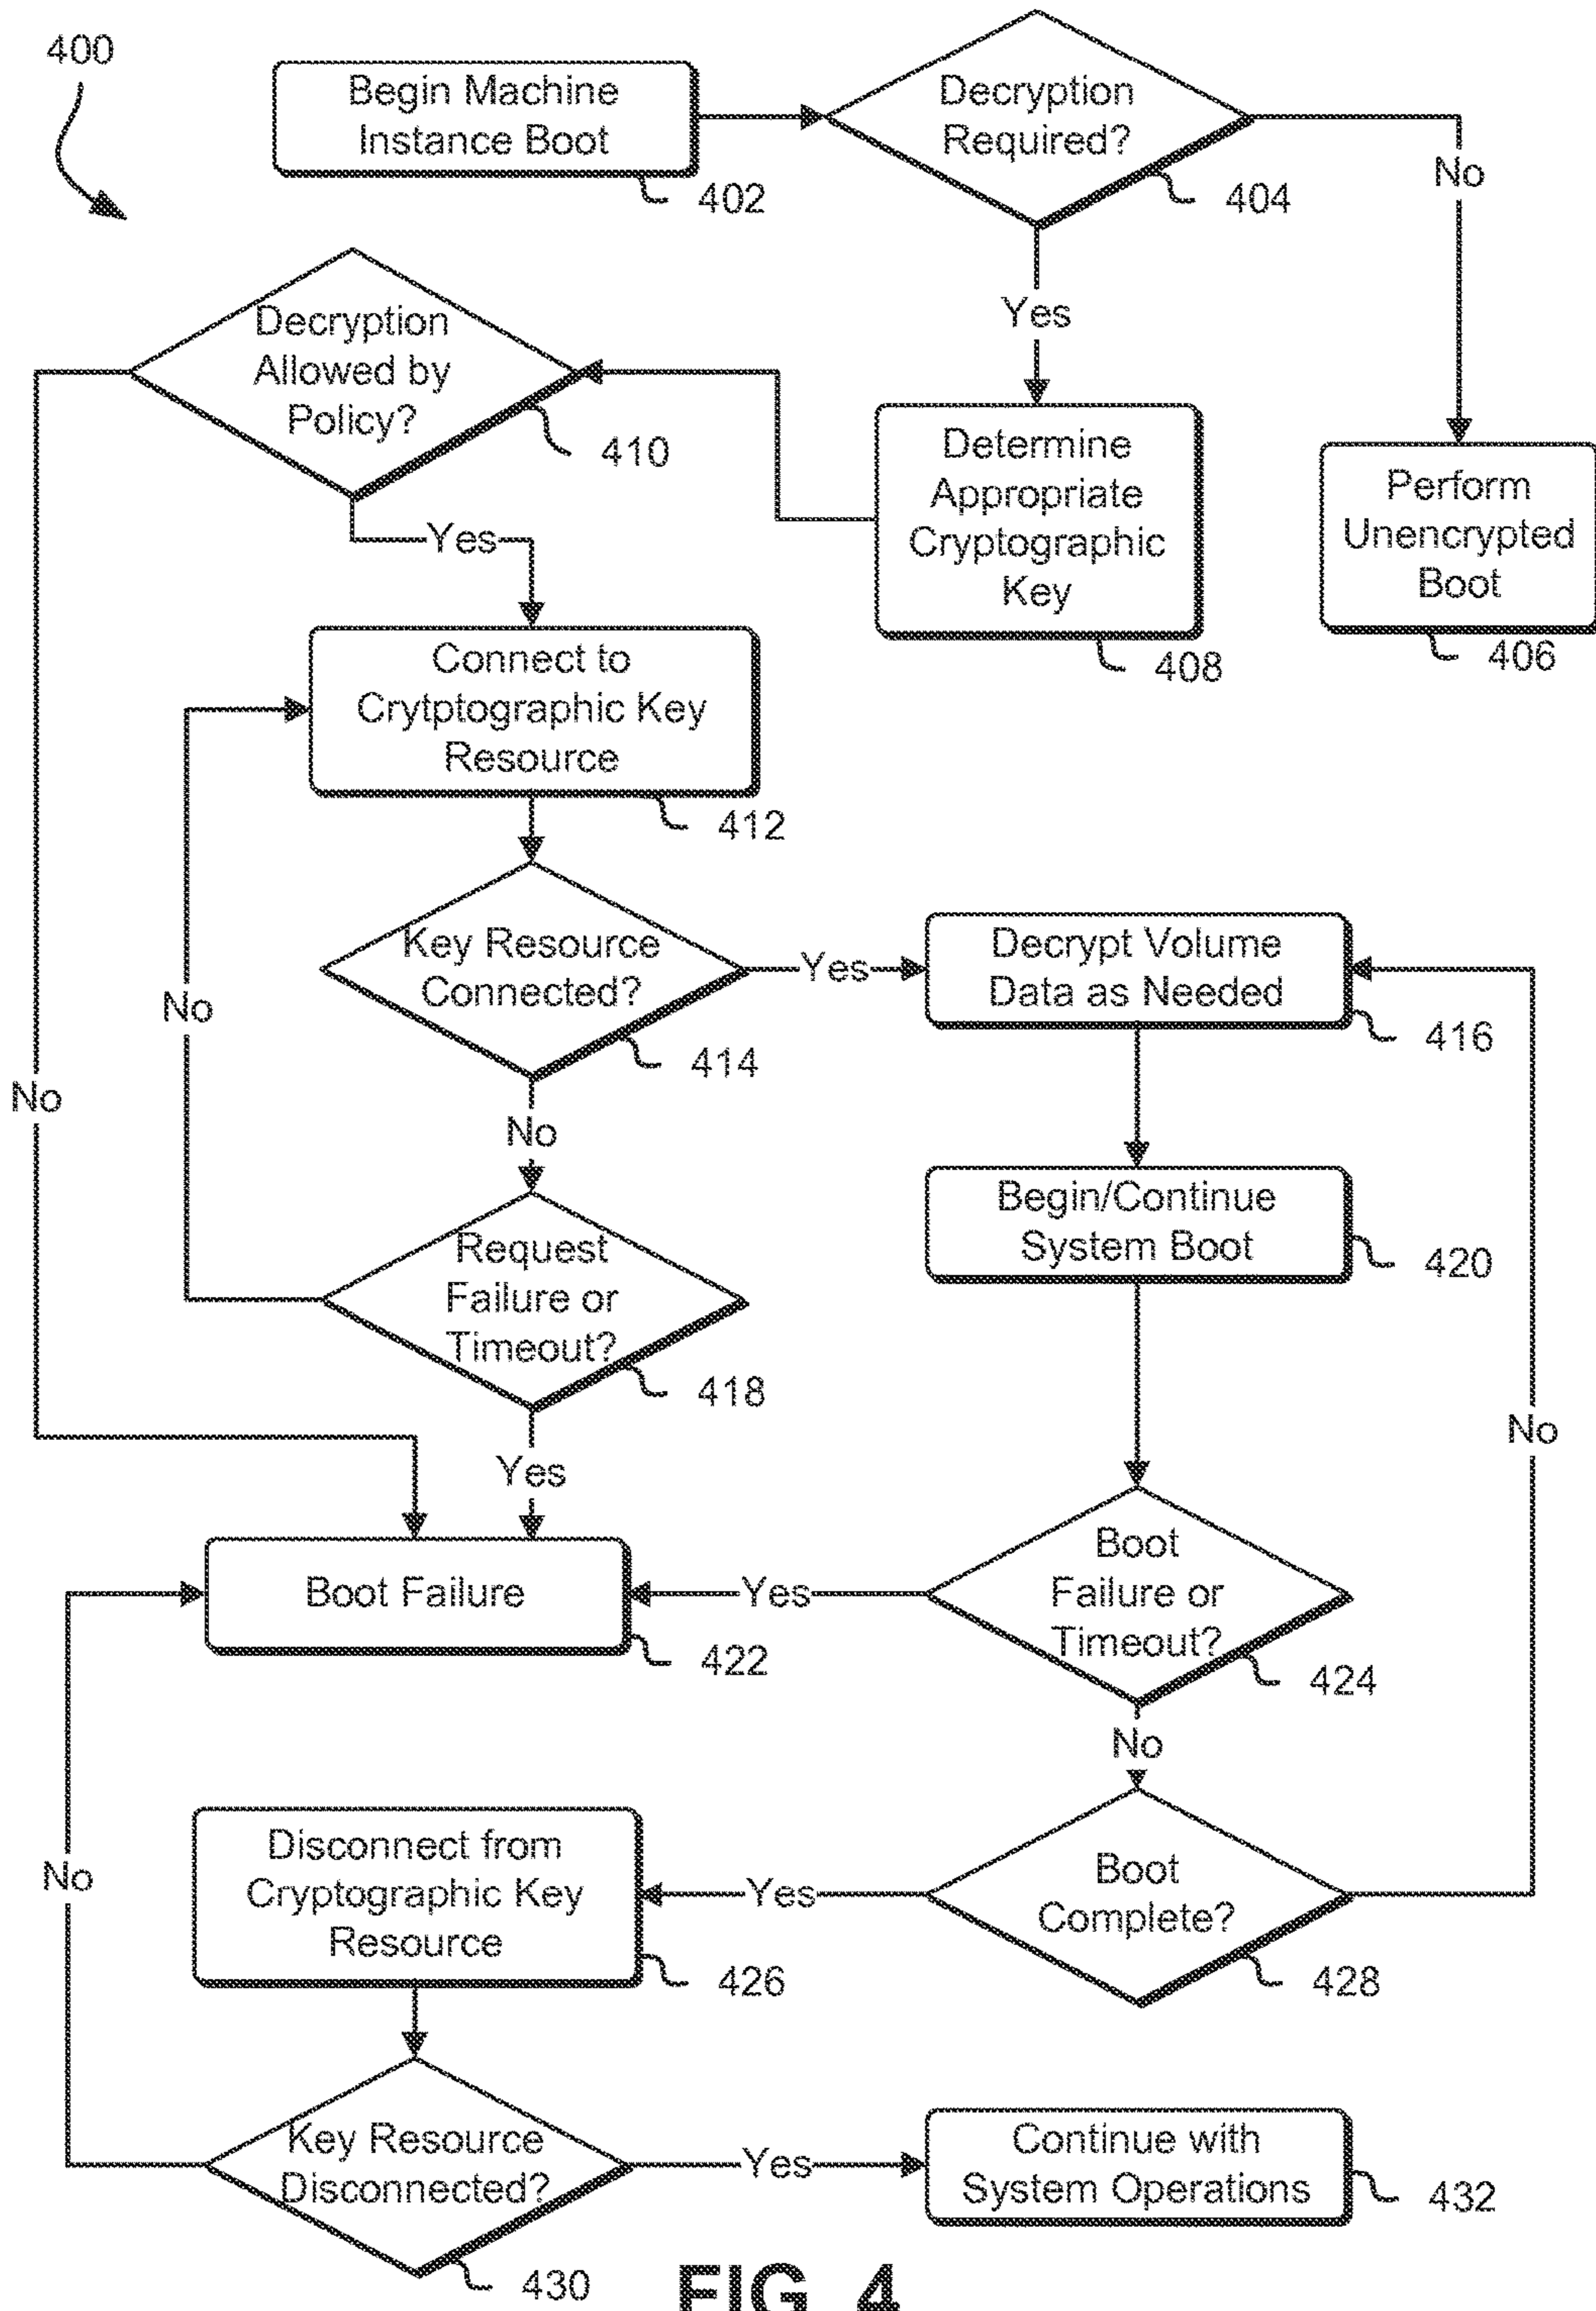 400
Begin Machine
Instance Boot
402
Decryption
Required?
404
No
Yes
Decryption
Allowed by
Policy?
410
Determine
Appropriate
Cryptographic
Key
408
Perform
Unencrypted
Boot
406
Yes
Connect to
Crytptographic Key
Resource
412
Key Resource
Connected?
414
Yes
Decrypt Volume
Data as Needed
416
No
No
No
Begin/Continue
System Boot
420
Request
Failure or
Timeout?
418
Yes
No
Boot Failure
422
Yes
Boot
Failure or
Timeout?
424
No
Disconnect from
Cryptographic Key
Resource
426
Yes
Boot
Complete?
428
No
Key Resource
Disconnected?
430
Yes
Continue with
System Operations
432
FIG. 4